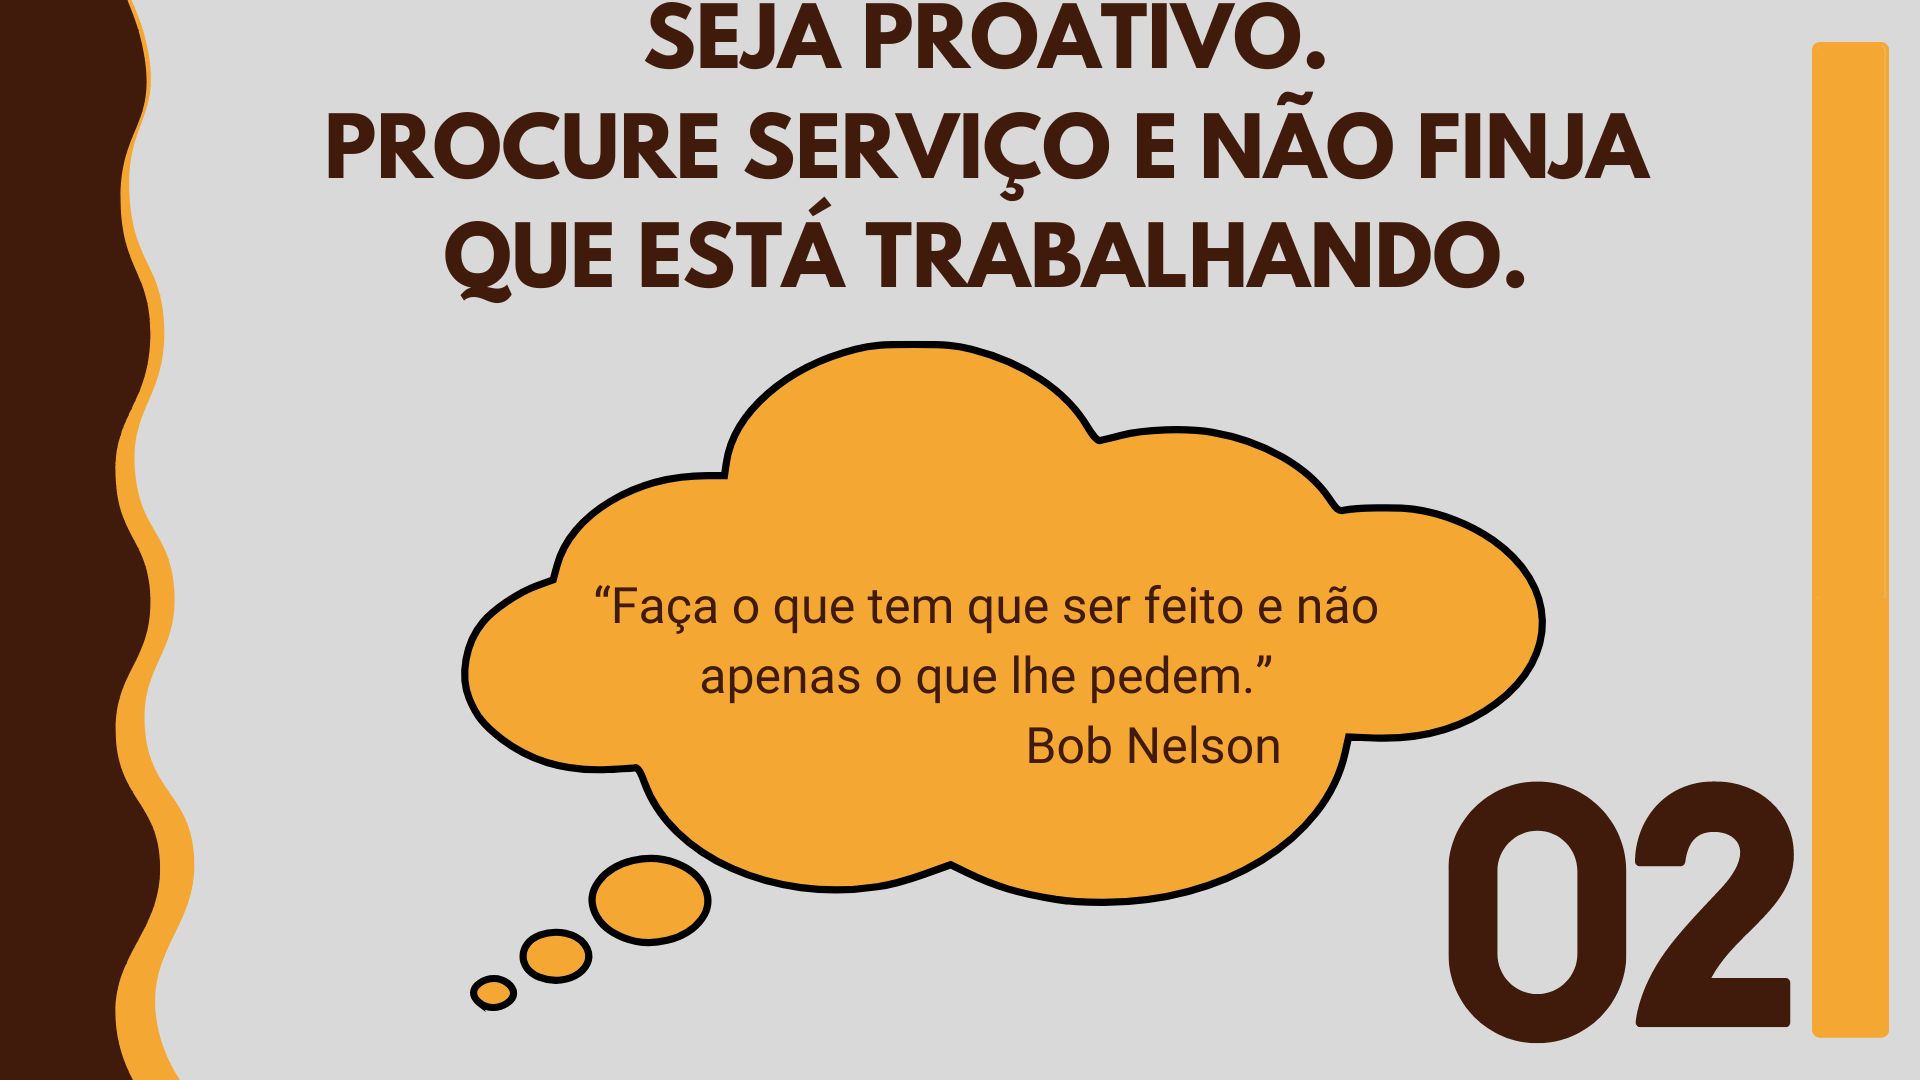 SEJA PROATIVO.
PROCURE SERVIÇO E NÃO FINJA
QUE ESTÁ TRABALHANDO.
“Faça o que tem que ser feito e não
apenas o que lhe pedem.”
Bob Nelson
02